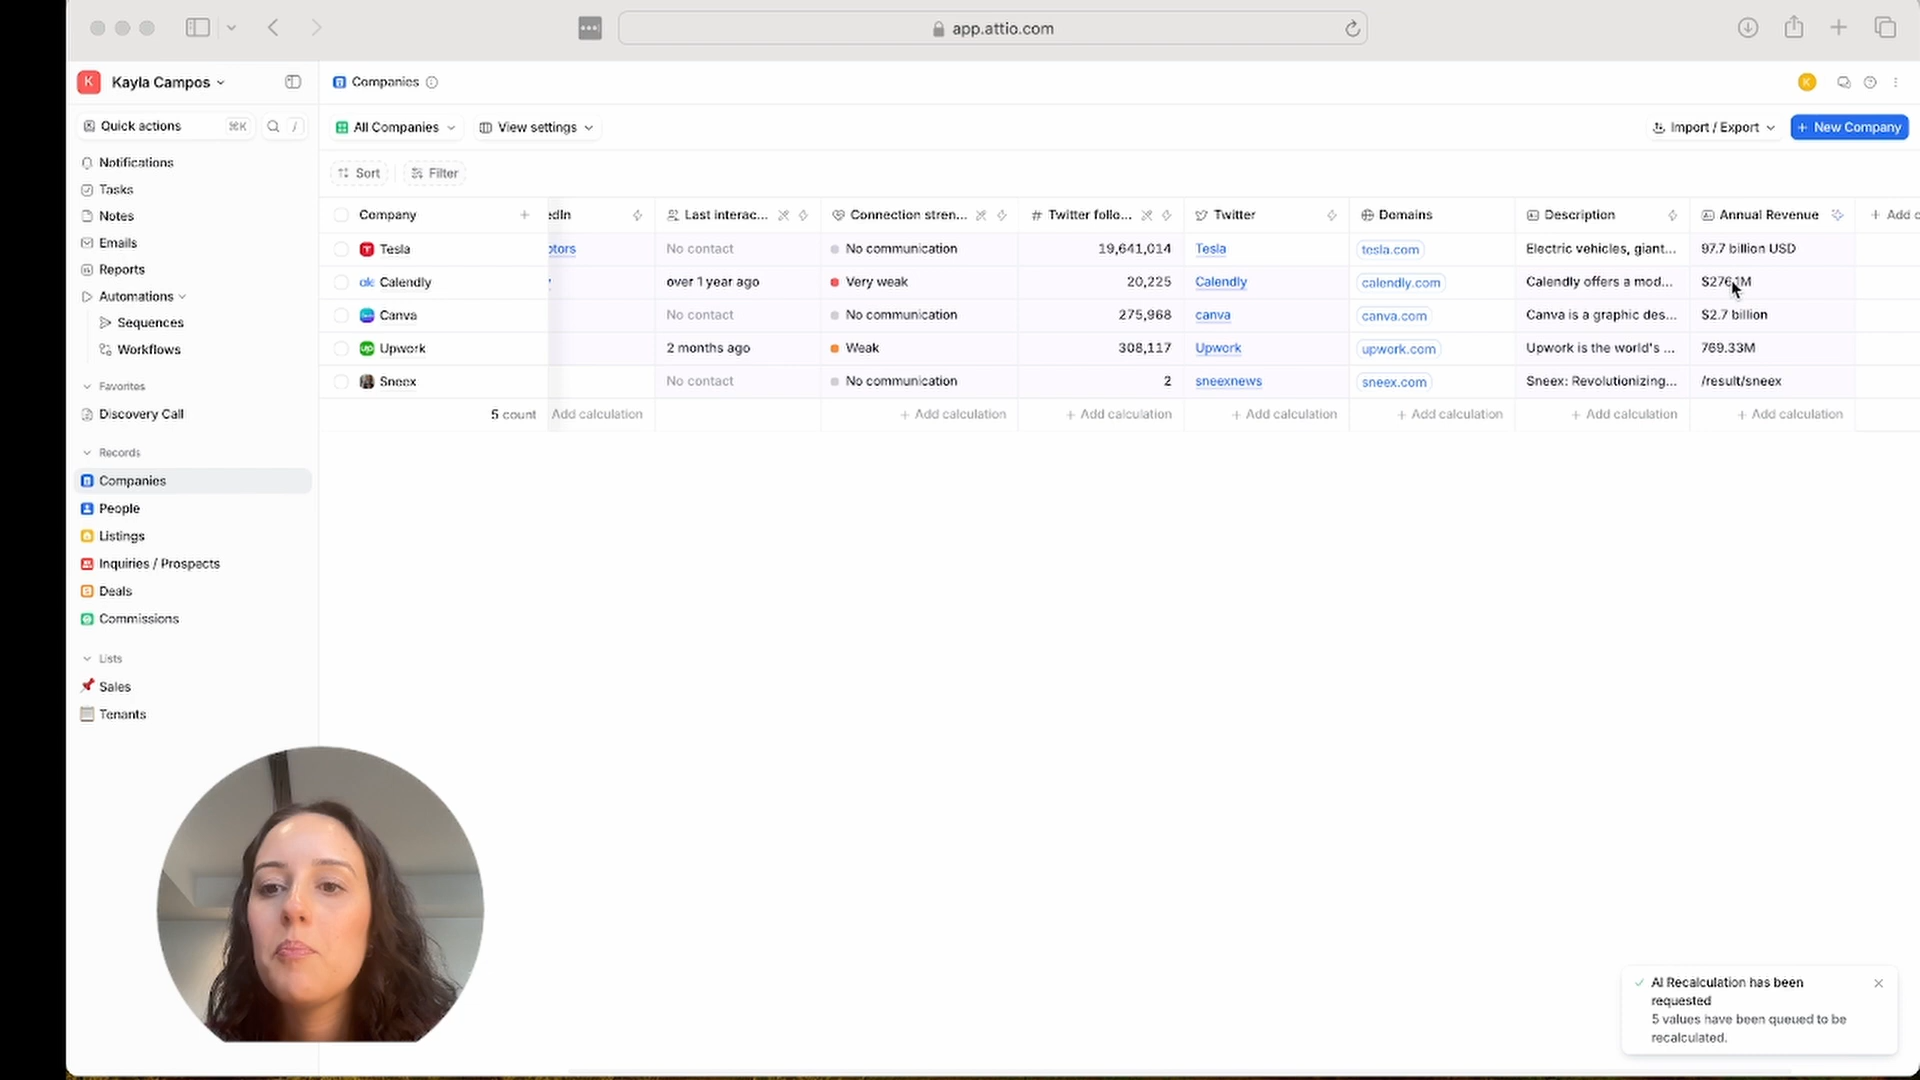 app.attio.com
K
Kayla Campos
Companies
K
Quick actions
⌘K
/
All Companies
View settings
Import / Export
+ New Company
Notifications
Tasks
Notes
Emails
Reports
Automations
Sequences
Workflows
Favorites
Discovery Call
Records
Companies
People
Listings
Inquiries / Prospects
Deals
Commissions
Lists
Sales
Tenants
Sort
Filter
Company + edIn Last interac... Connection stren... # Twitter follo... Twitter Domains Description Annual Revenue + Add c
Tesla otors No contact No communication 19,641,014 Tesla tesla.com Electric vehicles, giant... 97.7 billion USD
Calendly over 1 year ago Very weak 20,225 Calendly calendly.com Calendly offers a mod... $276.1M
Canva No contact No communication 275,968 canva canva.com Canva is a graphic des... $2.7 billion
up Upwork 2 months ago Weak 308,117 Upwork upwork.com Upwork is the world's ... 769.33M
Sneex No contact No communication 2 sneexnews sneex.com Sneex: Revolutionizing... /result/sneex
5 count Add calculation + Add calculation + Add calculation + Add calculation + Add calculation + Add calculation + Add calculation
AI Recalculation has been
requested
5 values have been queued to be
recalculated.